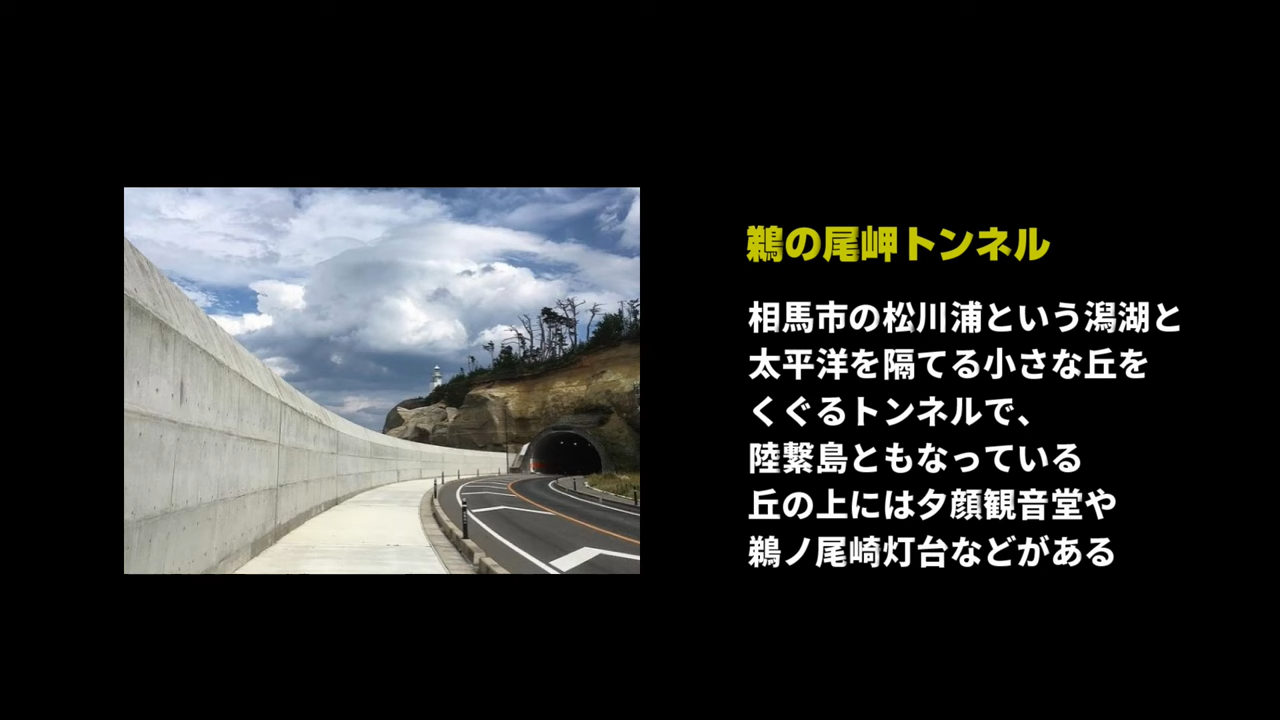 鵜の尾岬トンネル
相馬市の松川浦という潟湖と
太平洋を隔てる小さな丘を
くぐるトンネルで、
陸繋島ともなっている
丘の上には夕顔観音堂や
鵜ノ尾崎灯台などがある